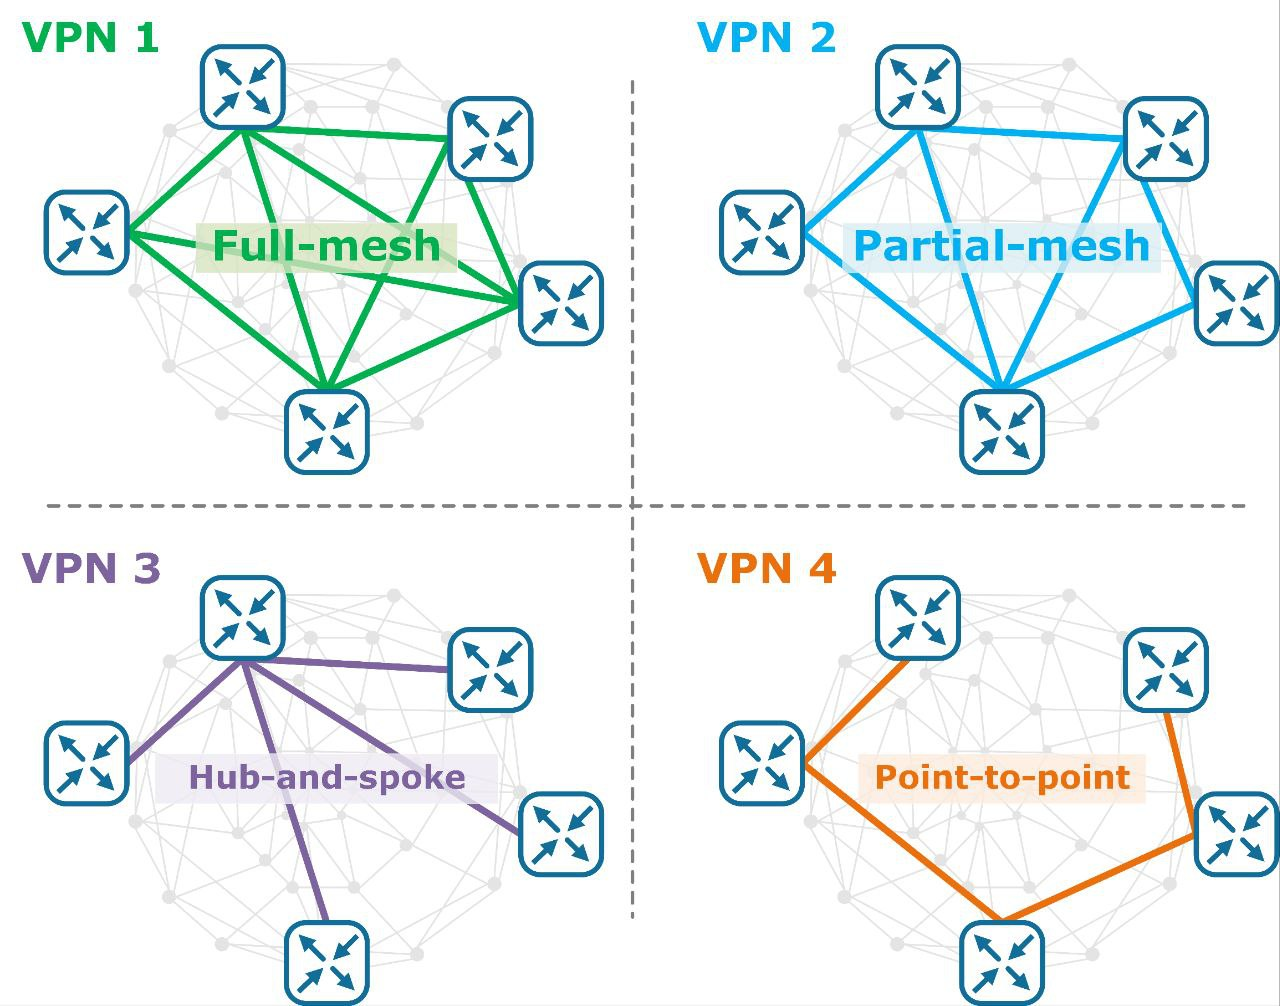 VPN 1
VPN 2
Full-mesh
Partial-mesh
VPN 3
VPN 4
Hub-and-spoke
Point-to-point